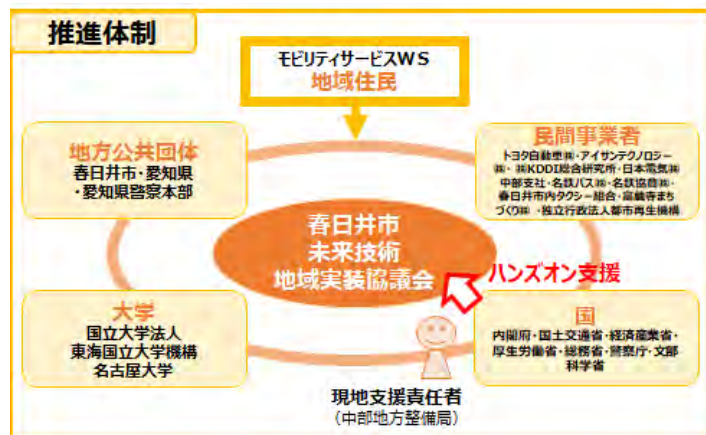 推進体制
モビリティサービスWS
地域住民
地方公共団体
春日井市・愛知県
・愛知県警察本部
民間事業者
トヨタ自動車㈱・アイサンテクノロジー
㈱・㈱KDDI総合研究所・日本電気㈱
中部支社・名鉄バス㈱・名鉄協商㈱・
春日井市内タクシー組合・高蔵寺まち
づくり㈱・独立行政法人都市再生機構
春日井市
未来技術
地域実装協議会
ハンズオン支援
大学
国立大学法人
東海国立大学機構
名古屋大学
国
内閣府・国土交通省・経済産業省・
厚生労働省・総務省・警察庁・文部
科学省
現地支援責任者
（中部地方整備局）